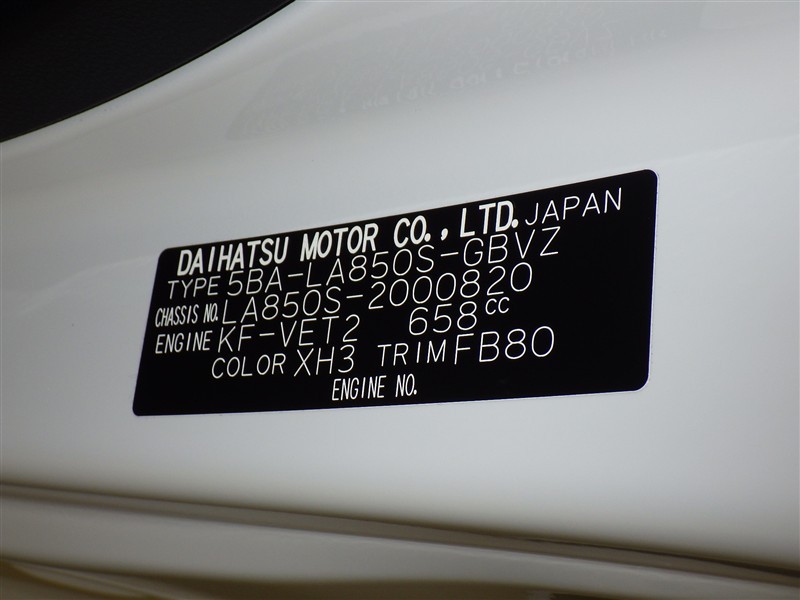 DAIHATSU MOTOR CO., LTD. JAPAN
TYPE 5BA-LA850S-GBVZ
CHASSIS NO. LA850S-2000820
ENGINE KF-VET2 658cc
COLOR XH3 TRIM FB80
ENGINE NO.